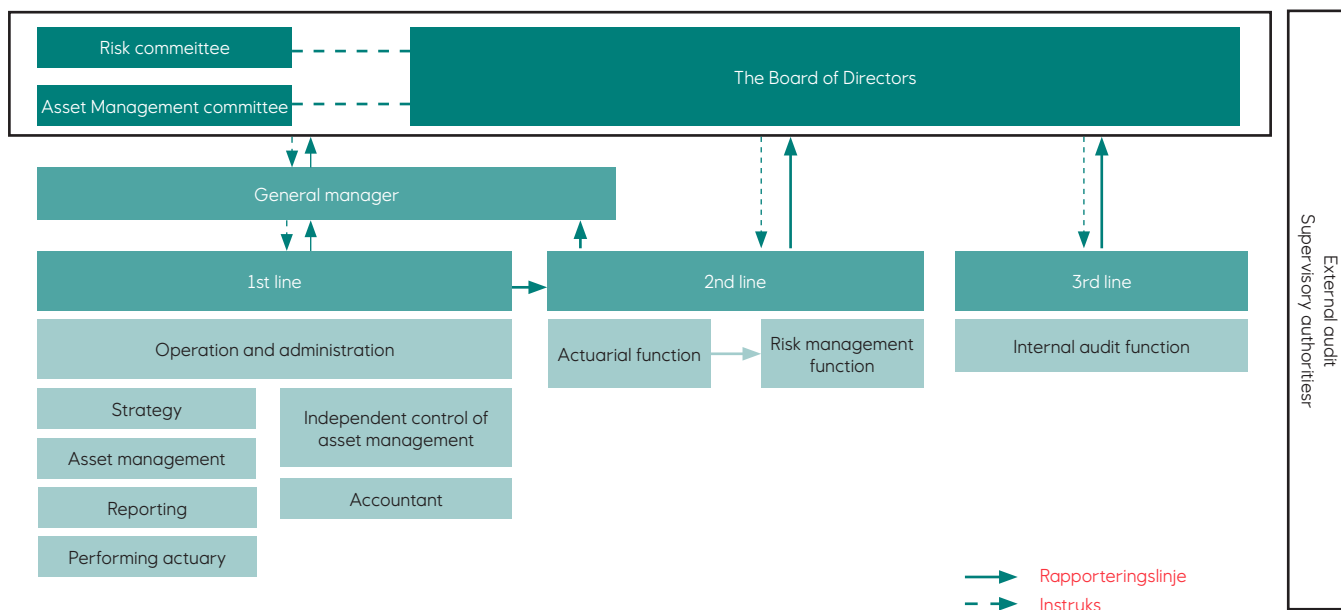 Risk commeittee
The Board of Directors
Asset Management committee
General manager
1st line
2nd line
3rd line
Operation and administration
Actuarial function
Risk management
function
Internal audit function
Strategy
Independent control of
asset management
Asset management
Reporting
Accountant
Performing actuary
External audit
Supervisory authoritiesr
Rapporteringslinje
Instruks